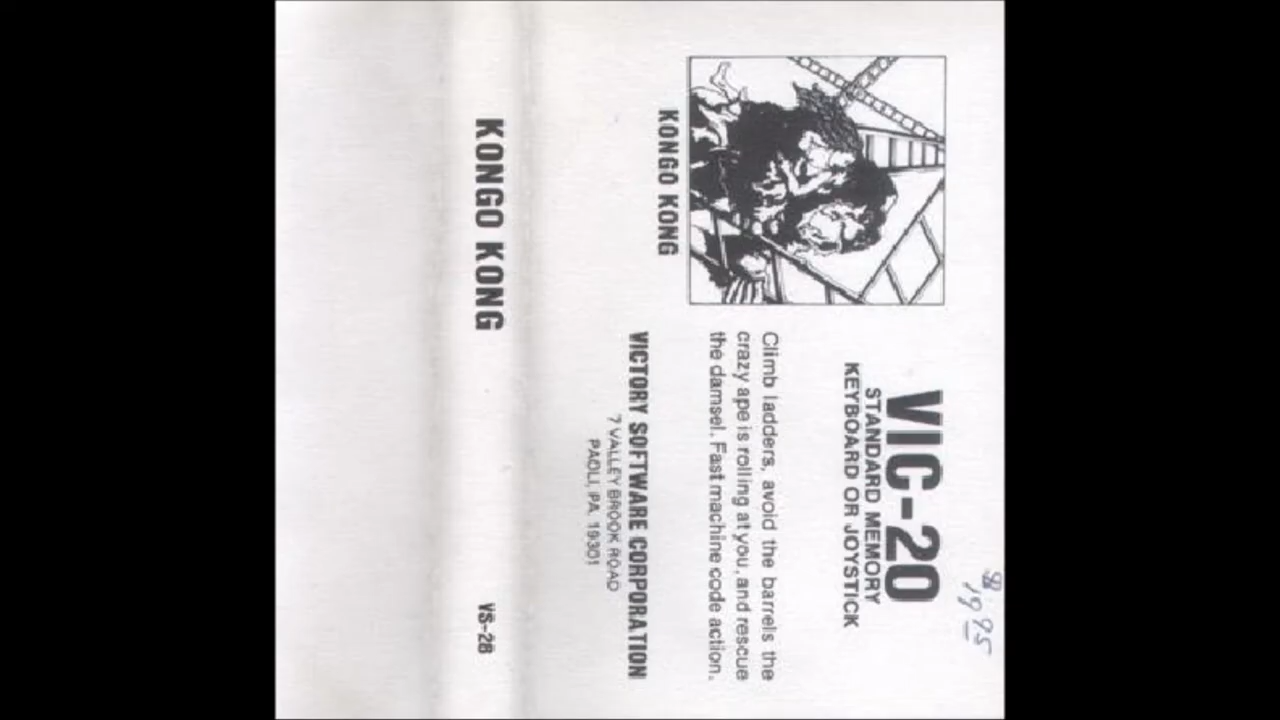 $ 1995
VIC-20
STANDARD MEMORY
KEYBOARD OR JOYSTICK
Climb ladders, avoid the barrels the
crazy ape is rolling at you, and rescue
the damsel. Fast machine code action.
KONGO KONG
VICTORY SOFTWARE CORPORATION
7 VALLEY BROOK ROAD
PAOLI, PA. 19301
KONGO KONG VS-28